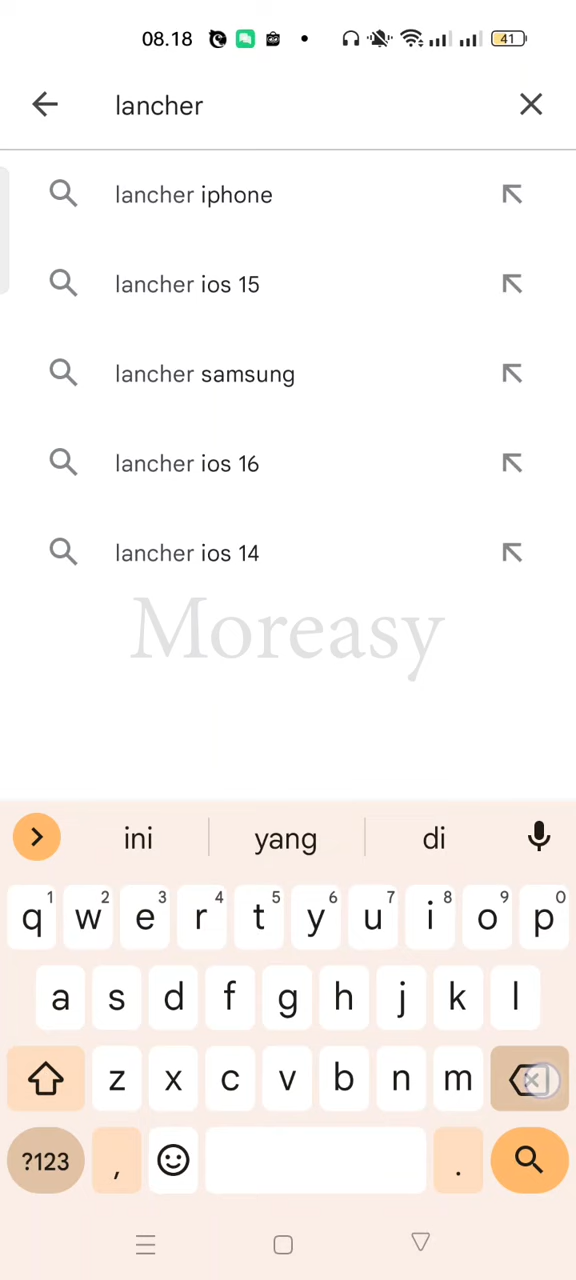 08.18
41
lancher
lancher iphone
lancher ios 15
lancher samsung
lancher ios 16
lancher ios 14
Moreasy
ini yang di
q1 w2 e3 r4 t5 y6 u7 i8 o9 p0
a s d f g h j k l
z x c v b n m
?123 , .